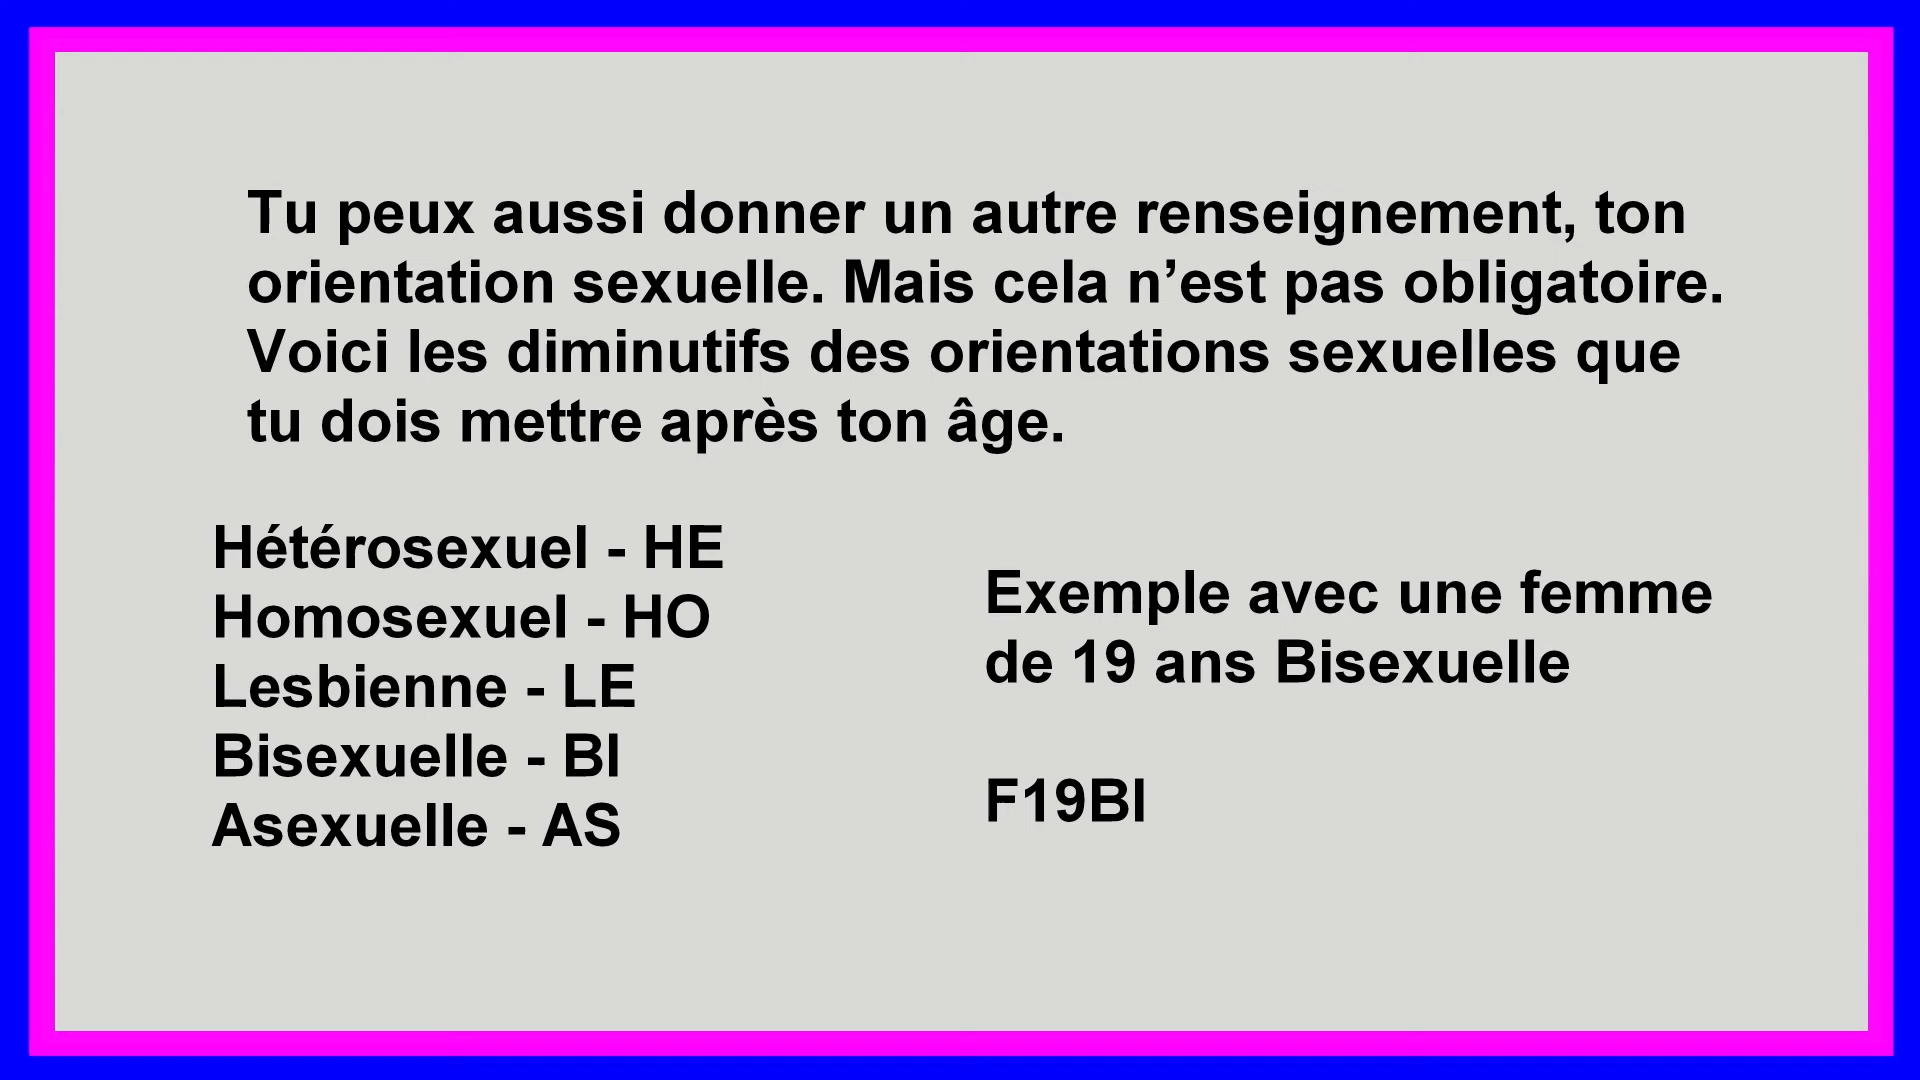 Tu peux aussi donner un autre renseignement, ton
orientation sexuelle. Mais cela n’est pas obligatoire.
Voici les diminutifs des orientations sexuelles que
tu dois mettre après ton âge.
Hétérosexuel - HE
Homosexuel - HO
Lesbienne - LE
Bisexuelle - BI
Asexuelle - AS
Exemple avec une femme
de 19 ans Bisexuelle
F19BI